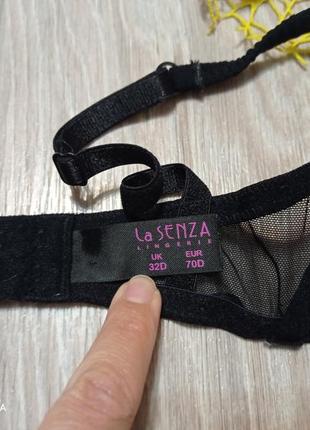 La SENZA
LINGERIE
UK EUR
32D 70D